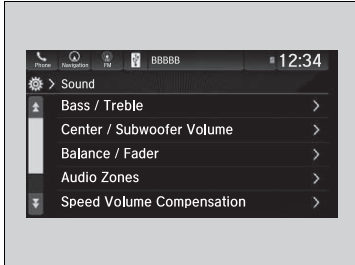 Phone Navigation FM BBBBB 12:34
Sound
Bass / Treble
Center / Subwoofer Volume
Balance / Fader
Audio Zones
Speed Volume Compensation